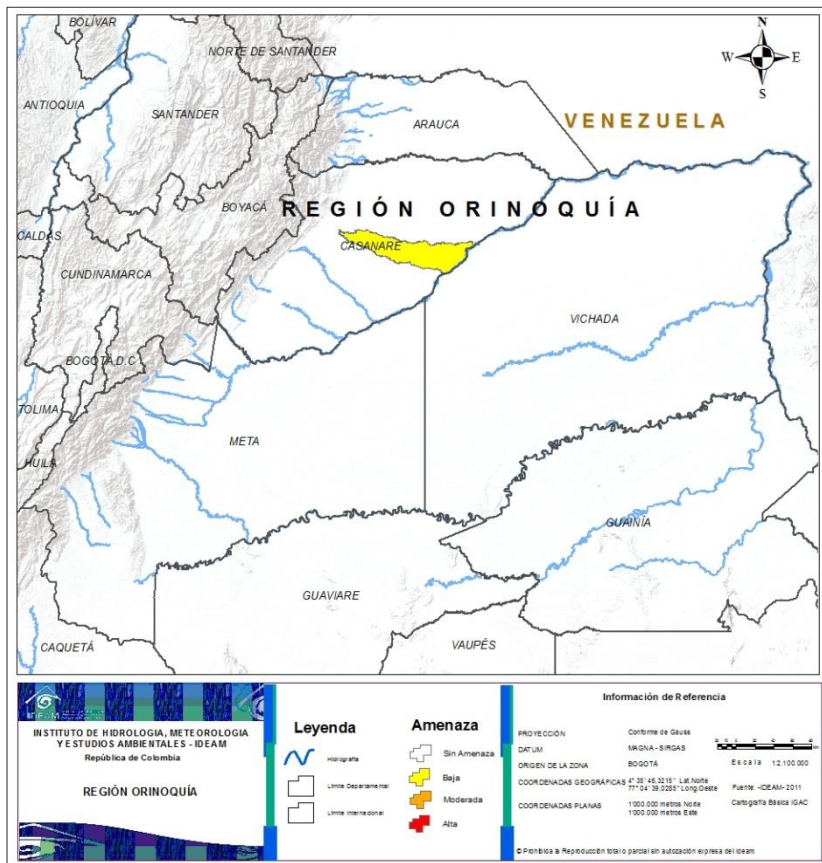 BOLÍVAR
NORTE DE SANTANDER
N
W E
S
ANTIOQUIA
SANTANDER
ARAUCA
VENEZUELA
BOYACÁ
REGIÓN ORINOQUÍA
CALDAS
CASANARE
CUNDINAMARCA
VICHADA
BOGOTÁ D.C
TOLIMA
META
HUILA
GUAINÍA
GUAVIARE
CAQUETÁ
VAUPÉS
IDEAM
INSTITUTO DE HIDROLOGIA, METEOROLOGIA
Y ESTUDIOS AMBIENTALES - IDEAM
República de Colombia
REGIÓN ORINOQUÍA
Leyenda
Hidrografía
Límite Departamental
Límite Internacional
Amenaza
Sin Amenaza
Baja
Moderada
Alta
Información de Referencia
PROYECCIÓN Conforme de Gauss
DATUM MAGNA - SIRGAS
ORIGEN DE LA ZONA BOGOTÁ Escala 1:2.100.000
COORDENADAS GEOGRÁFICAS 4° 35' 46,3215" Lat.Norte
77° 04' 39,0285" Long.Oeste Fuente: -IDEAM- 2011
COORDENADAS PLANAS 1'000.000 metros Norte Cartografía Básica IGAC
1'000.000 metros Este
© Prohibida la Reproducción total o parcial sin autozación expresa del Ideam